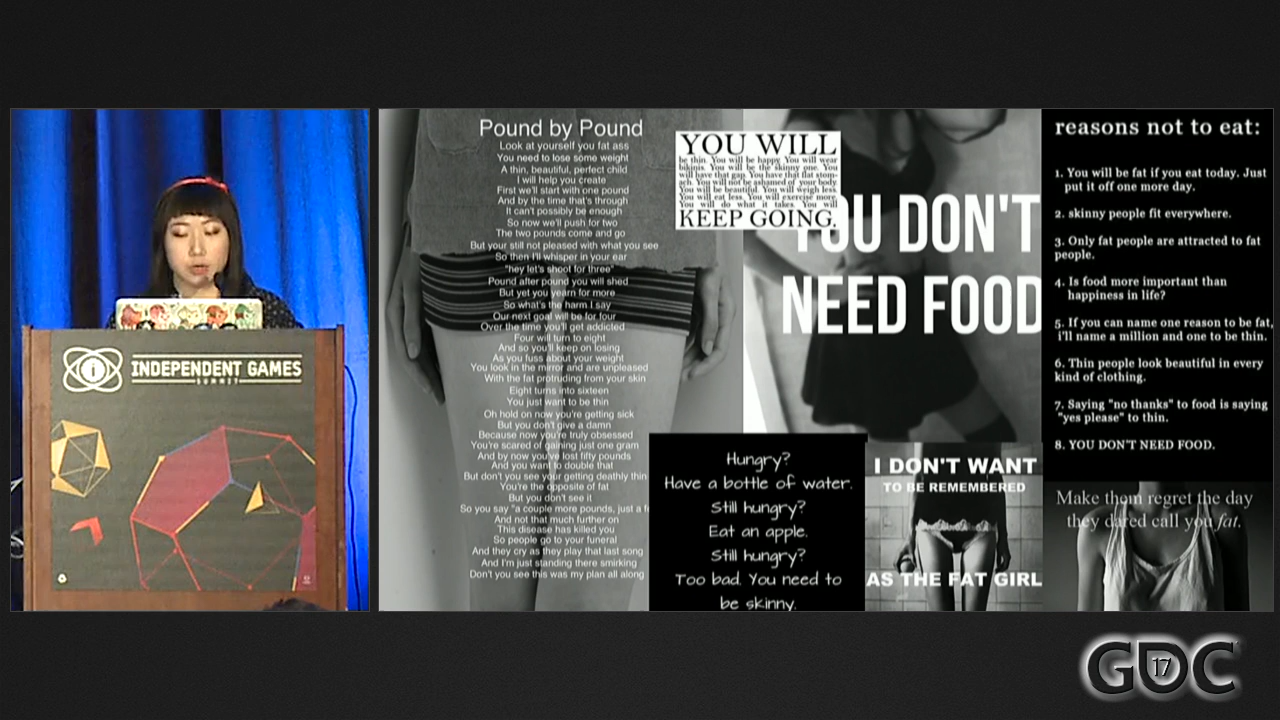 INDEPENDENT GAMES
SUMMIT
Pound by Pound
Look at yourself you fat ass
You need to lose some weight
A thin, beautiful, perfect child
I will help you create
First we'll start with one pound
And by the time that's through
It can't possibly be enough
So now we'll push for two
The two pounds come and go
But your still not pleased with what you see
So then I'll whisper in your ear
"hey let's shoot for three"
Pound after pound you will shed
But yet you yearn for more
So what's the harm I say
Our next goal will be for four
Over the time you'll get addicted
Four will turn to eight
And so you'll keep on losing
As you fuss about your weight
You look in the mirror and are unpleased
With the fat protruding from your skin
Eight turns into sixteen
You just want to be thin
Oh hold on now you're getting sick
But you don't give a damn
Because now you're truly obsessed
You're scared of gaining just one gram
And by now you've lost fifty pounds
And you want to double that
But don't you see your getting deathly thin
You're the opposite of fat
But you don't see it
So you say "a couple more pounds, just a f
And not that much further on
This disease has killed you
So people go to your funeral
And they cry as they play that last song
And I'm just standing there smirking
Don't you see this was my plan all along
YOU WILL
be thin. You will be happy. You will wear
bikinis. You will be the skinny one. You
will have that gap. You will have that flat stom-
ach. You will not be ashamed of your body.
You will be beautiful. You will weigh less.
You will eat less. You will exercise more.
You will do what it takes. You will
KEEP GOING.
YOU DON'T
NEED FOOD
Hungry?
Have a bottle of water.
Still hungry?
Eat an apple.
Still hungry?
Too bad. You need to
be skinny.
I DON'T WANT
TO BE REMEMBERED
AS THE FAT GIRL
reasons not to eat:
1. You will be fat if you eat today. Just
put it off one more day.
2. skinny people fit everywhere.
3. Only fat people are attracted to fat
people.
4. Is food more important than
happiness in life?
5. If you can name one reason to be fat,
i'll name a million and one to be thin.
6. Thin people look beautiful in every
kind of clothing.
7. Saying "no thanks" to food is saying
"yes please" to thin.
8. YOU DON'T NEED FOOD.
Make them regret the day
they dared call you fat.
GDC
17